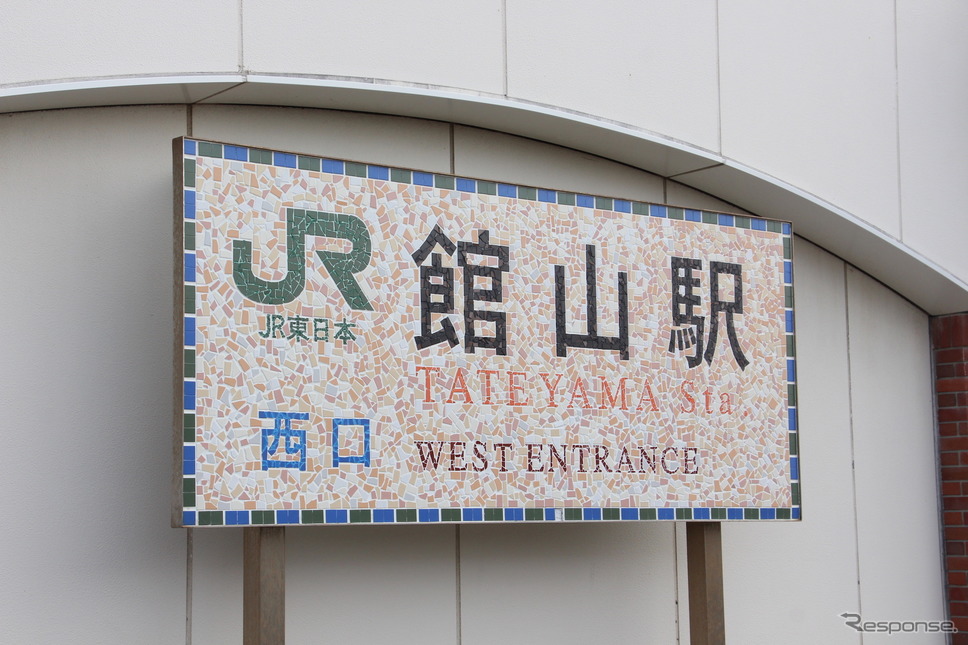 JR
JR東日本
館山駅
TATEYAMA Sta.
西口
WEST ENTRANCE
Response.